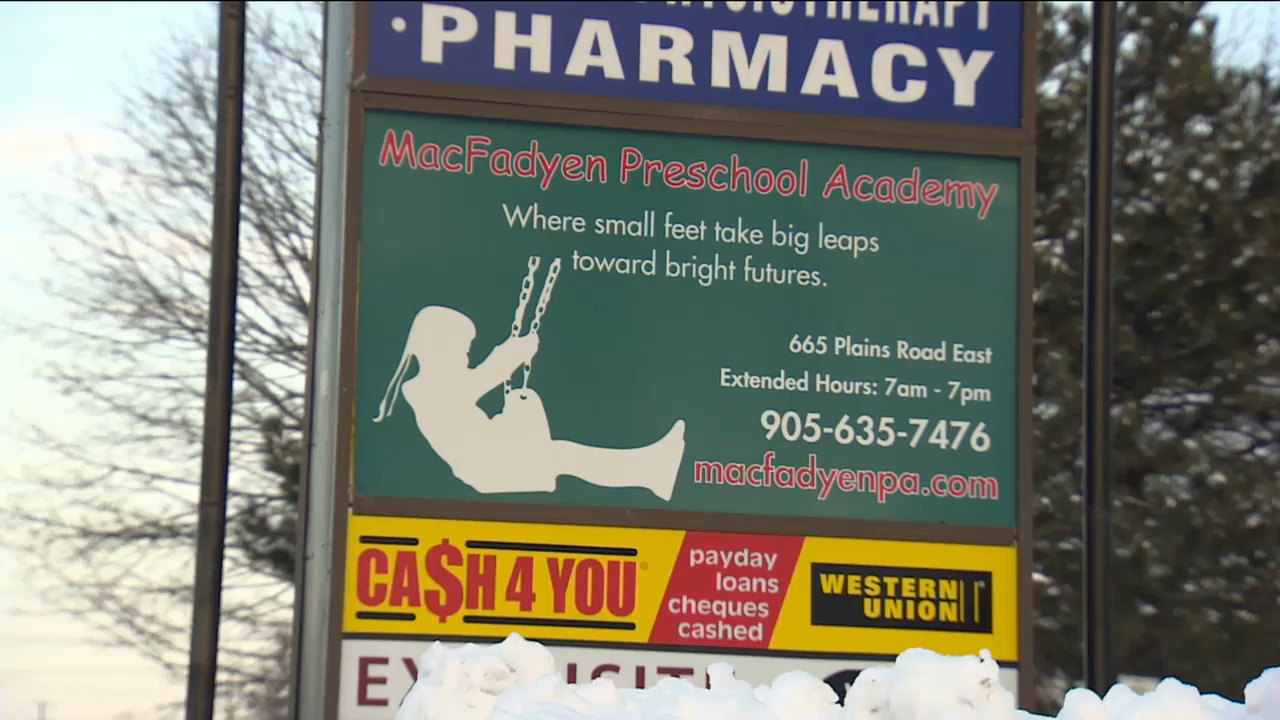 PHYSIOTHERAPY
• PHARMACY
MacFadyen Preschool Academy
Where small feet take big leaps
toward bright futures.
665 Plains Road East
Extended Hours: 7am - 7pm
905-635-7476
macfadyenpa.com
CA$H 4 YOU®
payday
loans
cheques
cashed
WESTERN
UNION